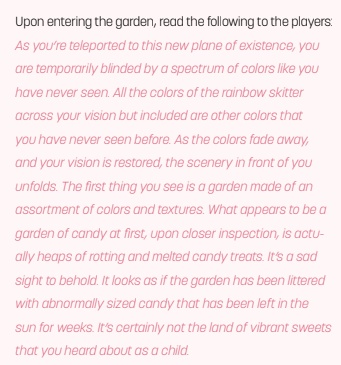 Upon entering the garden, read the following to the players:
As you're teleported to this new plane of existence, you
are temporarily blinded by a spectrum of colors like you
have never seen. All the colors of the rainbow skitter
across your vision but included are other colors that
you have never seen before. As the colors fade away,
and your vision is restored, the scenery in front of you
unfolds. The first thing you see is a garden made of an
assortment of colors and textures. What appears to be a
garden of candy at first, upon closer inspection, is actu-
ally heaps of rotting and melted candy treats. It's a sad
sight to behold. It looks as if the garden has been littered
with abnormally sized candy that has been left in the
sun for weeks. It's certainly not the land of vibrant sweets
that you heard about as a child.